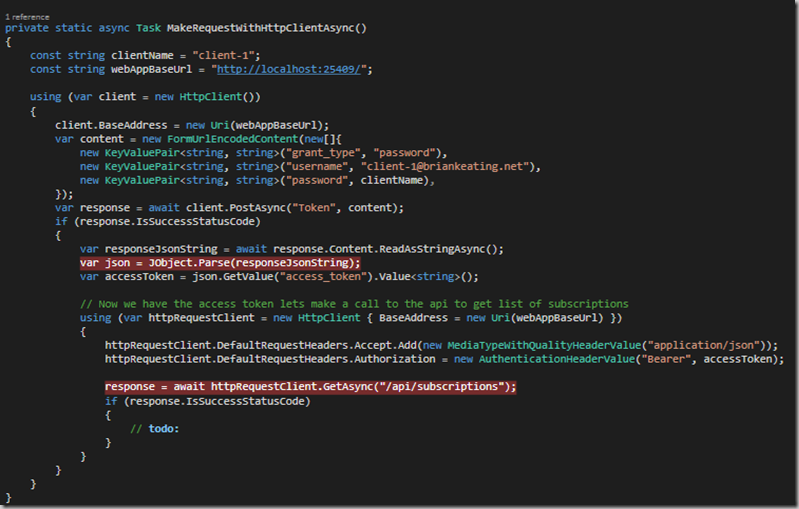 1 reference
private static async Task MakeRequestWithHttpClientAsync()
{
    const string clientName = "client-1";
    const string webAppBaseUrl = "http://localhost:25409/";

    using (var client = new HttpClient())
    {
        client.BaseAddress = new Uri(webAppBaseUrl);
        var content = new FormUrlEncodedContent(new[]{
            new KeyValuePair<string, string>("grant_type", "password"),
            new KeyValuePair<string, string>("username", "client-1@briankeating.net"),
            new KeyValuePair<string, string>("password", clientName),
        });
        var response = await client.PostAsync("Token", content);
        if (response.IsSuccessStatusCode)
        {
            var responseJsonString = await response.Content.ReadAsStringAsync();
            var json = JObject.Parse(responseJsonString);
            var accessToken = json.GetValue("access_token").Value<string>();

            // Now we have the access token lets make a call to the api to get list of subscriptions
            using (var httpRequestClient = new HttpClient { BaseAddress = new Uri(webAppBaseUrl) })
            {
                httpRequestClient.DefaultRequestHeaders.Accept.Add(new MediaTypeWithQualityHeaderValue("application/json"));
                httpRequestClient.DefaultRequestHeaders.Authorization = new AuthenticationHeaderValue("Bearer", accessToken);

                response = await httpRequestClient.GetAsync("/api/subscriptions");
                if (response.IsSuccessStatusCode)
                {
                    // todo:
                }
            }
        }
    }
}